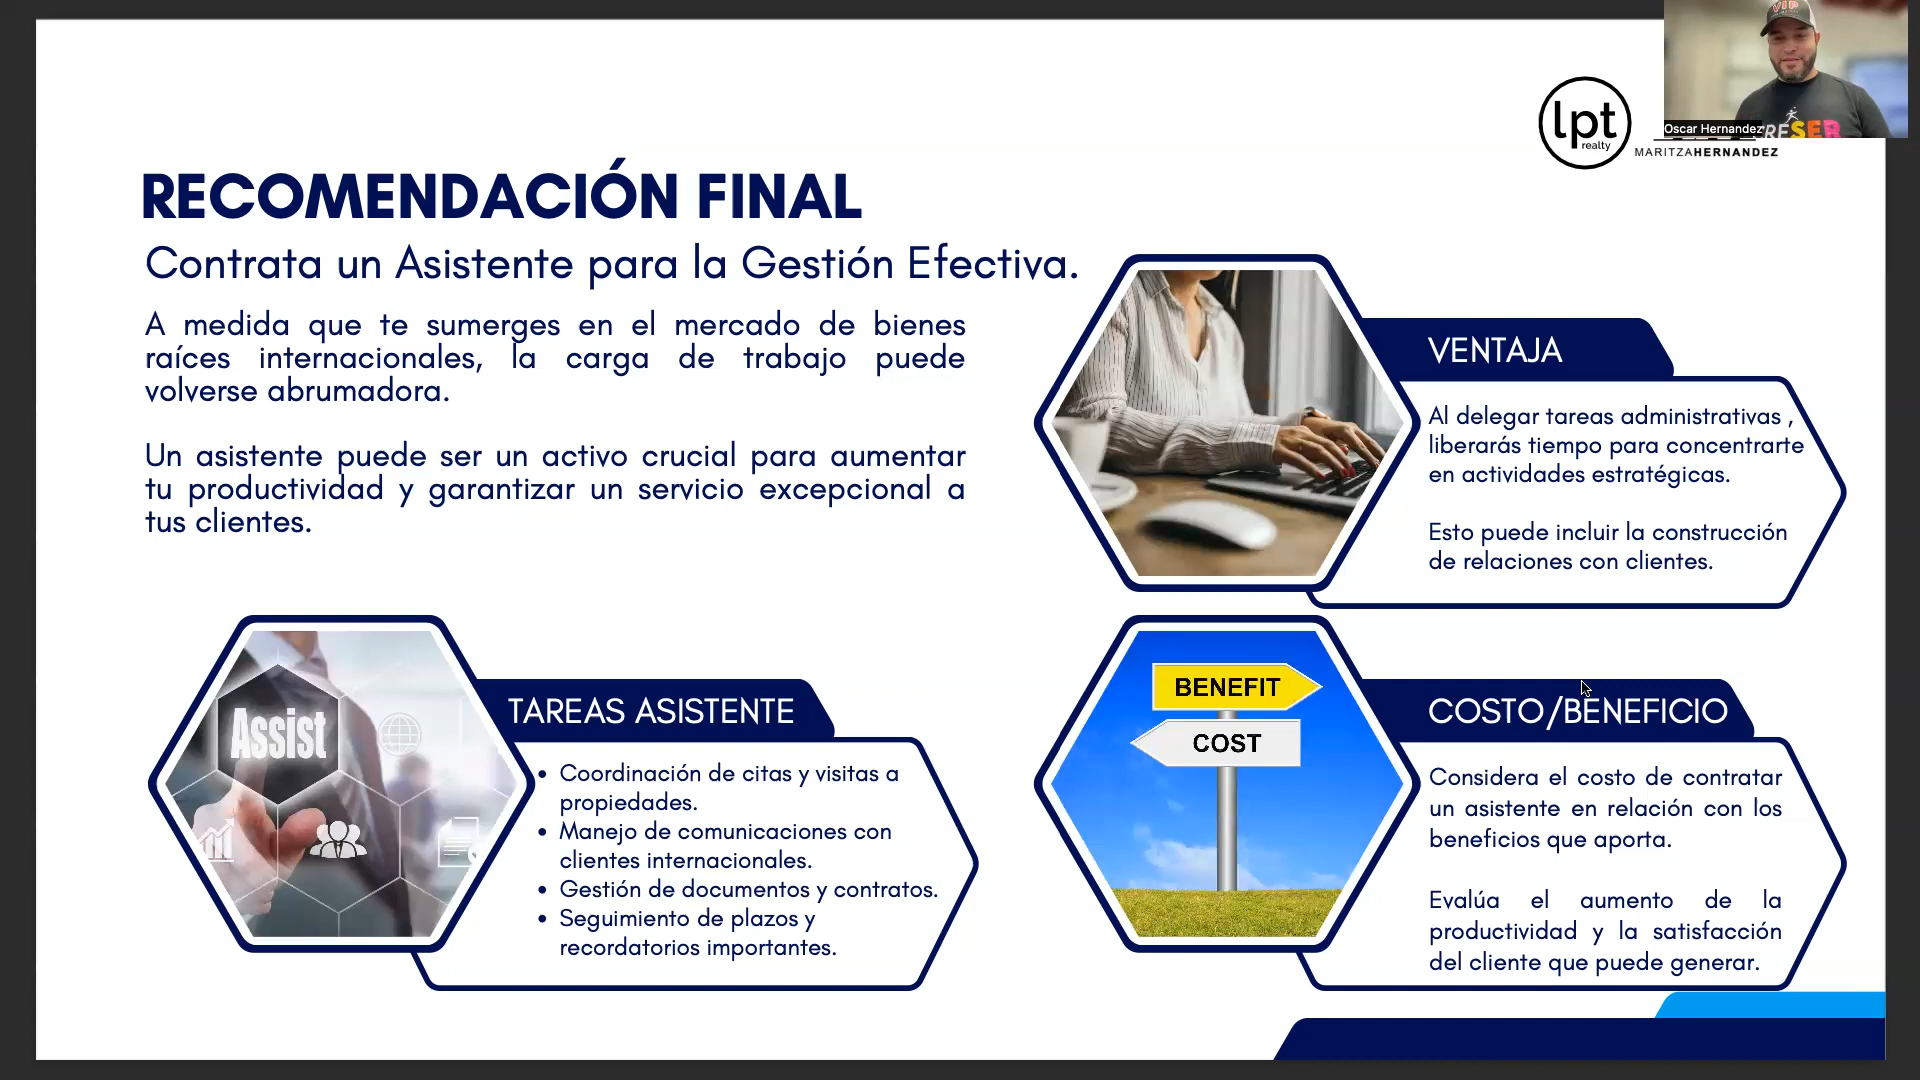 VIP
Oscar Hernandez
CRESER
lpt
realty
MARITZAHERNANDEZ
RECOMENDACIÓN FINAL
Contrata un Asistente para la Gestión Efectiva.
A medida que te sumerges en el mercado de bienes
raíces internacionales, la carga de trabajo puede
volverse abrumadora.
Un asistente puede ser un activo crucial para aumentar
tu productividad y garantizar un servicio excepcional a
tus clientes.
VENTAJA
Al delegar tareas administrativas ,
liberarás tiempo para concentrarte
en actividades estratégicas.
Esto puede incluir la construcción
de relaciones con clientes.
Assist
TAREAS ASISTENTE
• Coordinación de citas y visitas a
propiedades.
• Manejo de comunicaciones con
clientes internacionales.
• Gestión de documentos y contratos.
• Seguimiento de plazos y
recordatorios importantes.
BENEFIT
COST
COSTO/BENEFICIO
Considera el costo de contratar
un asistente en relación con los
beneficios que aporta.
Evalúa el aumento de la
productividad y la satisfacción
del cliente que puede generar.